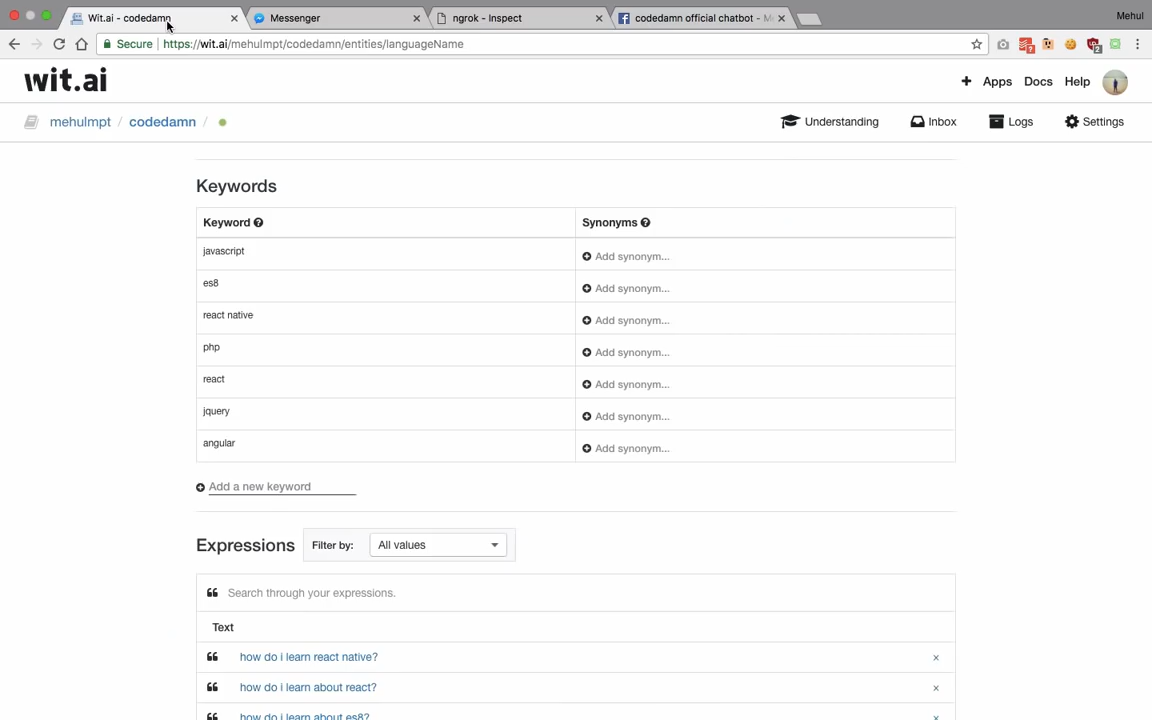 Wit.ai - codedamn
Messenger
ngrok - Inspect
codedamn official chatbot - M
Mehul
Secure
https://wit.ai/mehulmpt/codedamn/entities/languageName
wit.ai
Apps
Docs
Help
mehulmpt / codedamn /
Understanding
Inbox
Logs
Settings
Keywords
Keyword
Synonyms
javascript
Add synonym...
es8
Add synonym...
react native
Add synonym...
php
Add synonym...
react
Add synonym...
jquery
Add synonym...
angular
Add synonym...
Add a new keyword
Expressions
Filter by:
All values
Search through your expressions.
Text
how do i learn react native?
how do i learn about react?
how do i learn about es8?